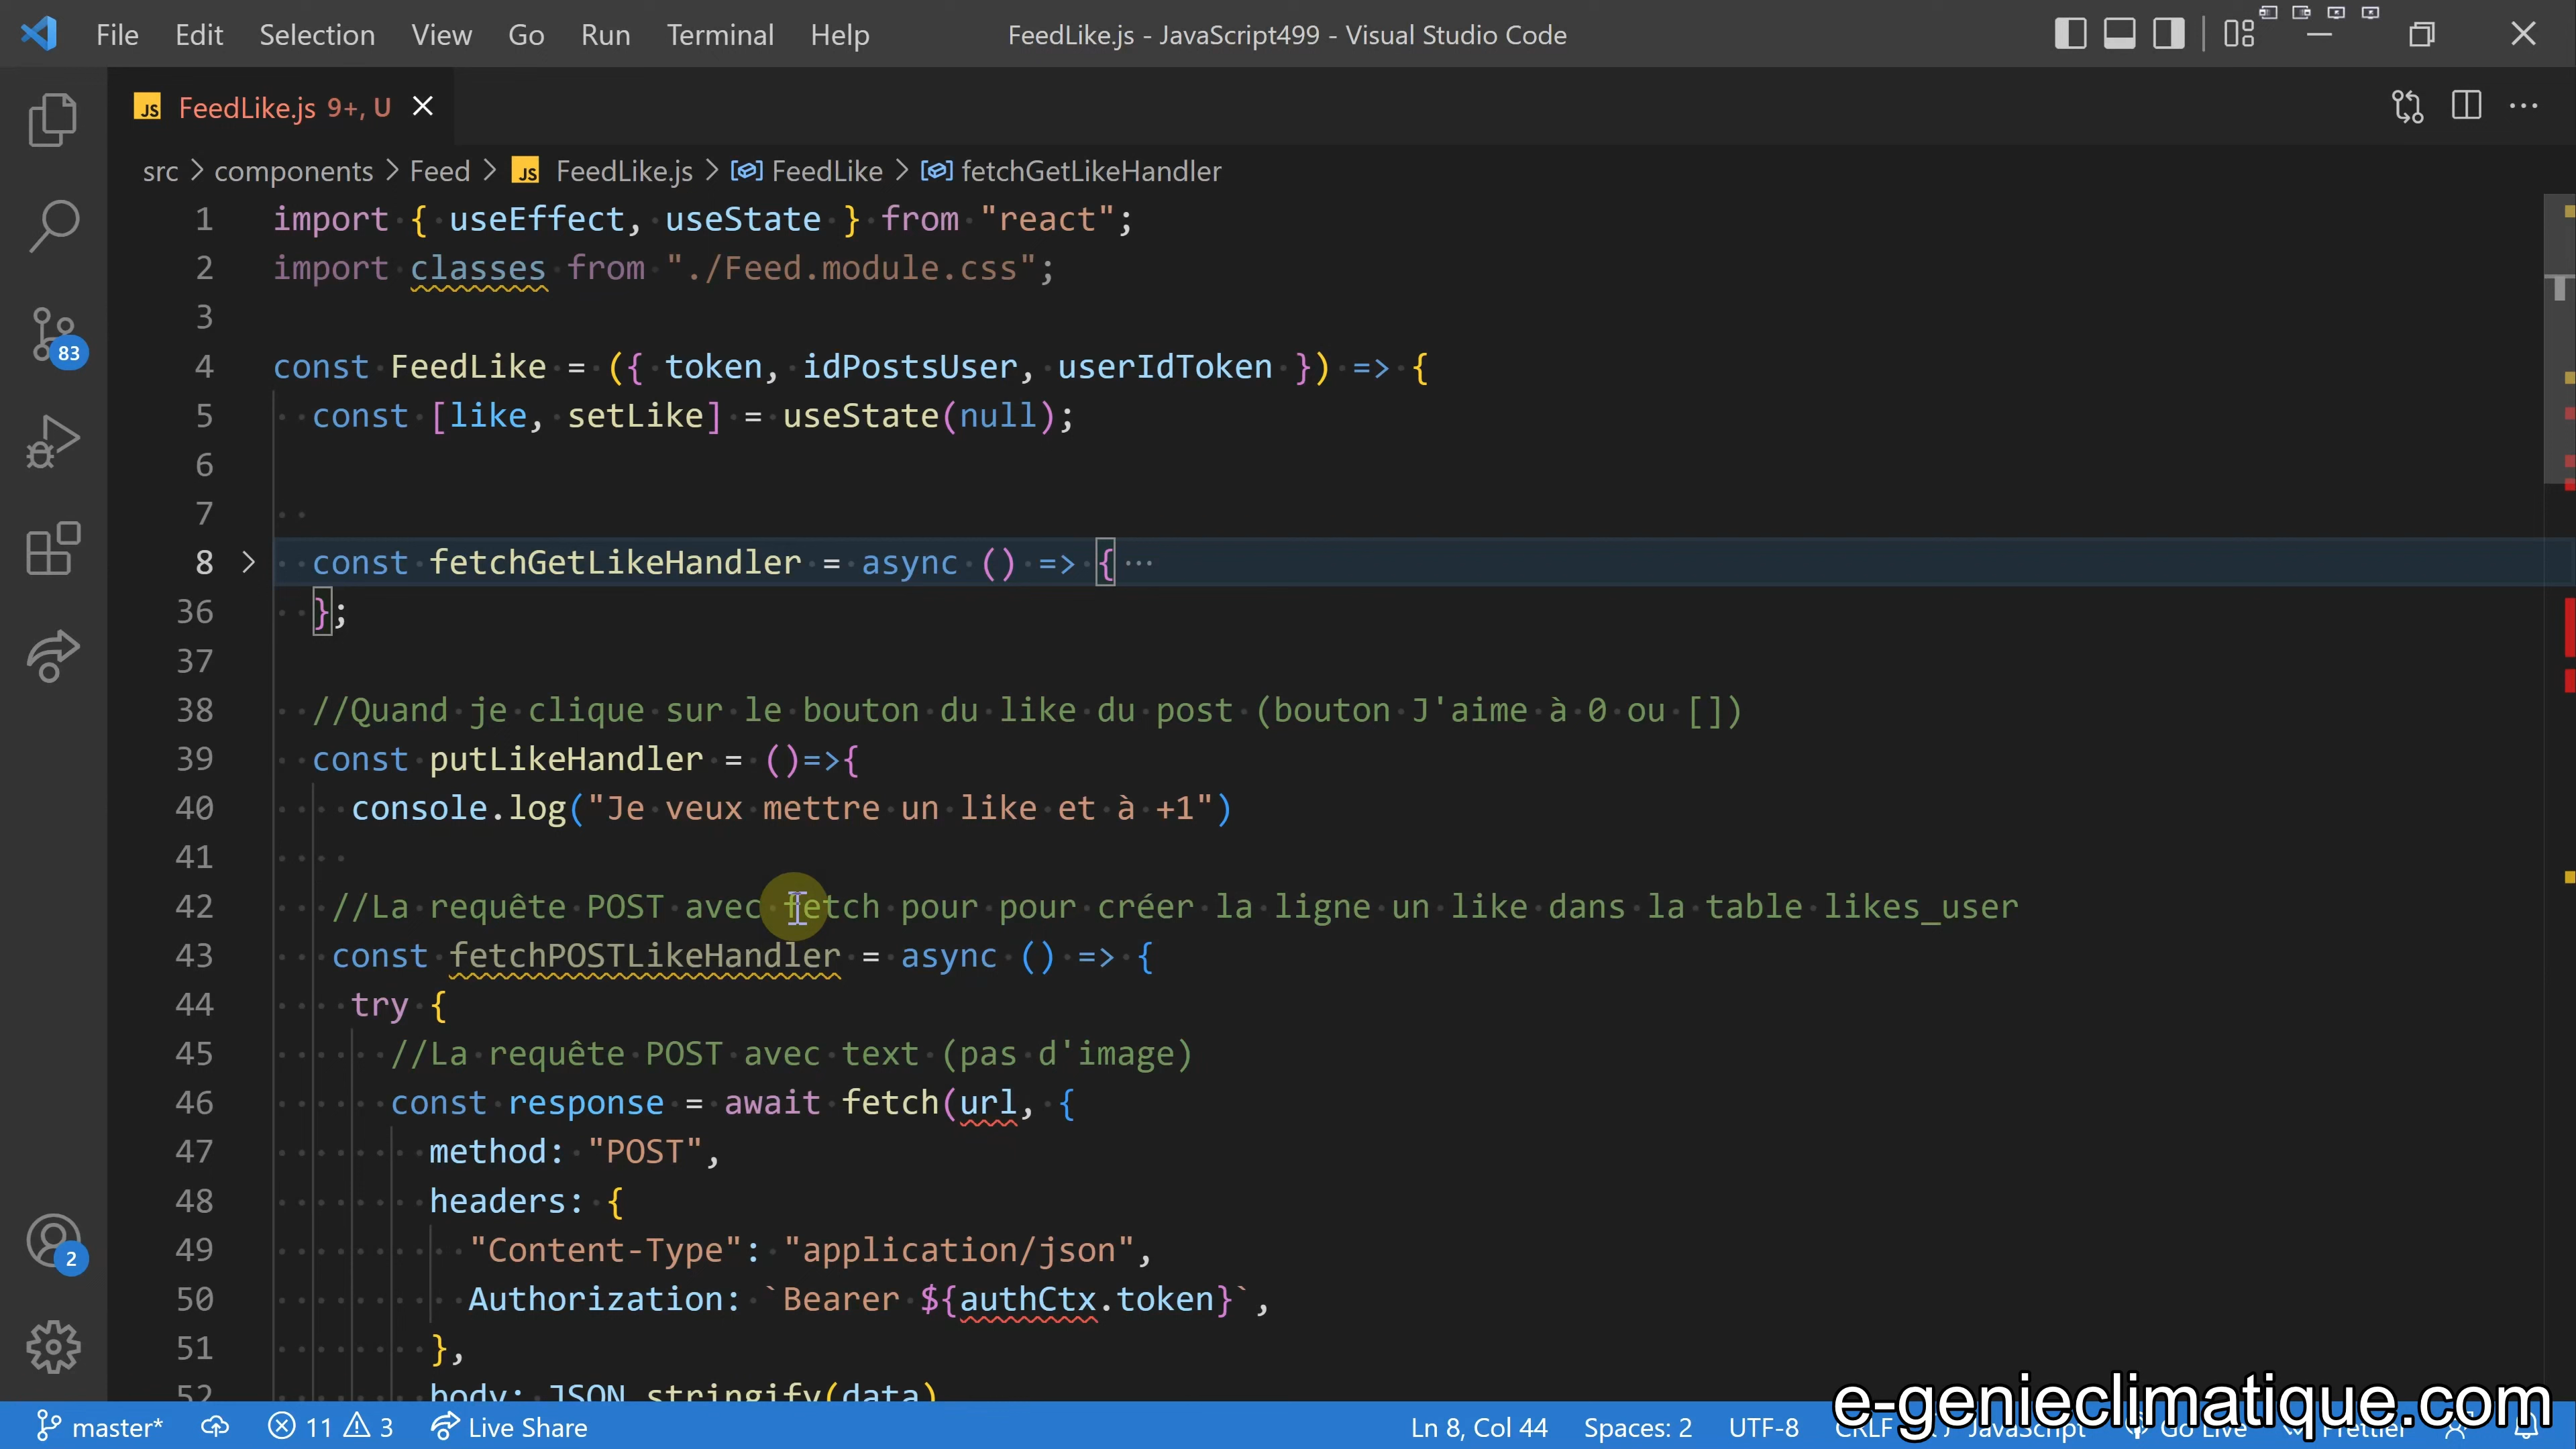 File Edit Selection View Go Run Terminal Help FeedLike.js - JavaScript499 - Visual Studio Code
JS FeedLike.js 9+, U
src > components > Feed > JS FeedLike.js > FeedLike > fetchGetLikeHandler
1 import { useEffect, useState } from "react";
2 import classes from "./Feed.module.css";
3
4 const FeedLike = ({ token, idPostsUser, userIdToken }) => {
5 const [like, setLike] = useState(null);
6
7
8 const fetchGetLikeHandler = async () => { ···
36 };
37
38 //Quand je clique sur le bouton du like du post (bouton J'aime à 0 ou [])
39 const putLikeHandler = ()=>{
40 console.log("Je veux mettre un like et à +1")
41
42 //La requête POST avec fetch pour pour créer la ligne un like dans la table likes_user
43 const fetchPOSTLikeHandler = async () => {
44 try {
45 //La requête POST avec text (pas d'image)
46 const response = await fetch(url, {
47 method: "POST",
48 headers: {
49 "Content-Type": "application/json",
50 Authorization: `Bearer ${authCtx.token}`,
51 },
52 body: JSON.stringify(data)
83
2
e-genieclimatique.com
master* 11 3 Live Share Ln 8, Col 44 Spaces: 2 UTF-8 CRLF JavaScript Go Live Prettier